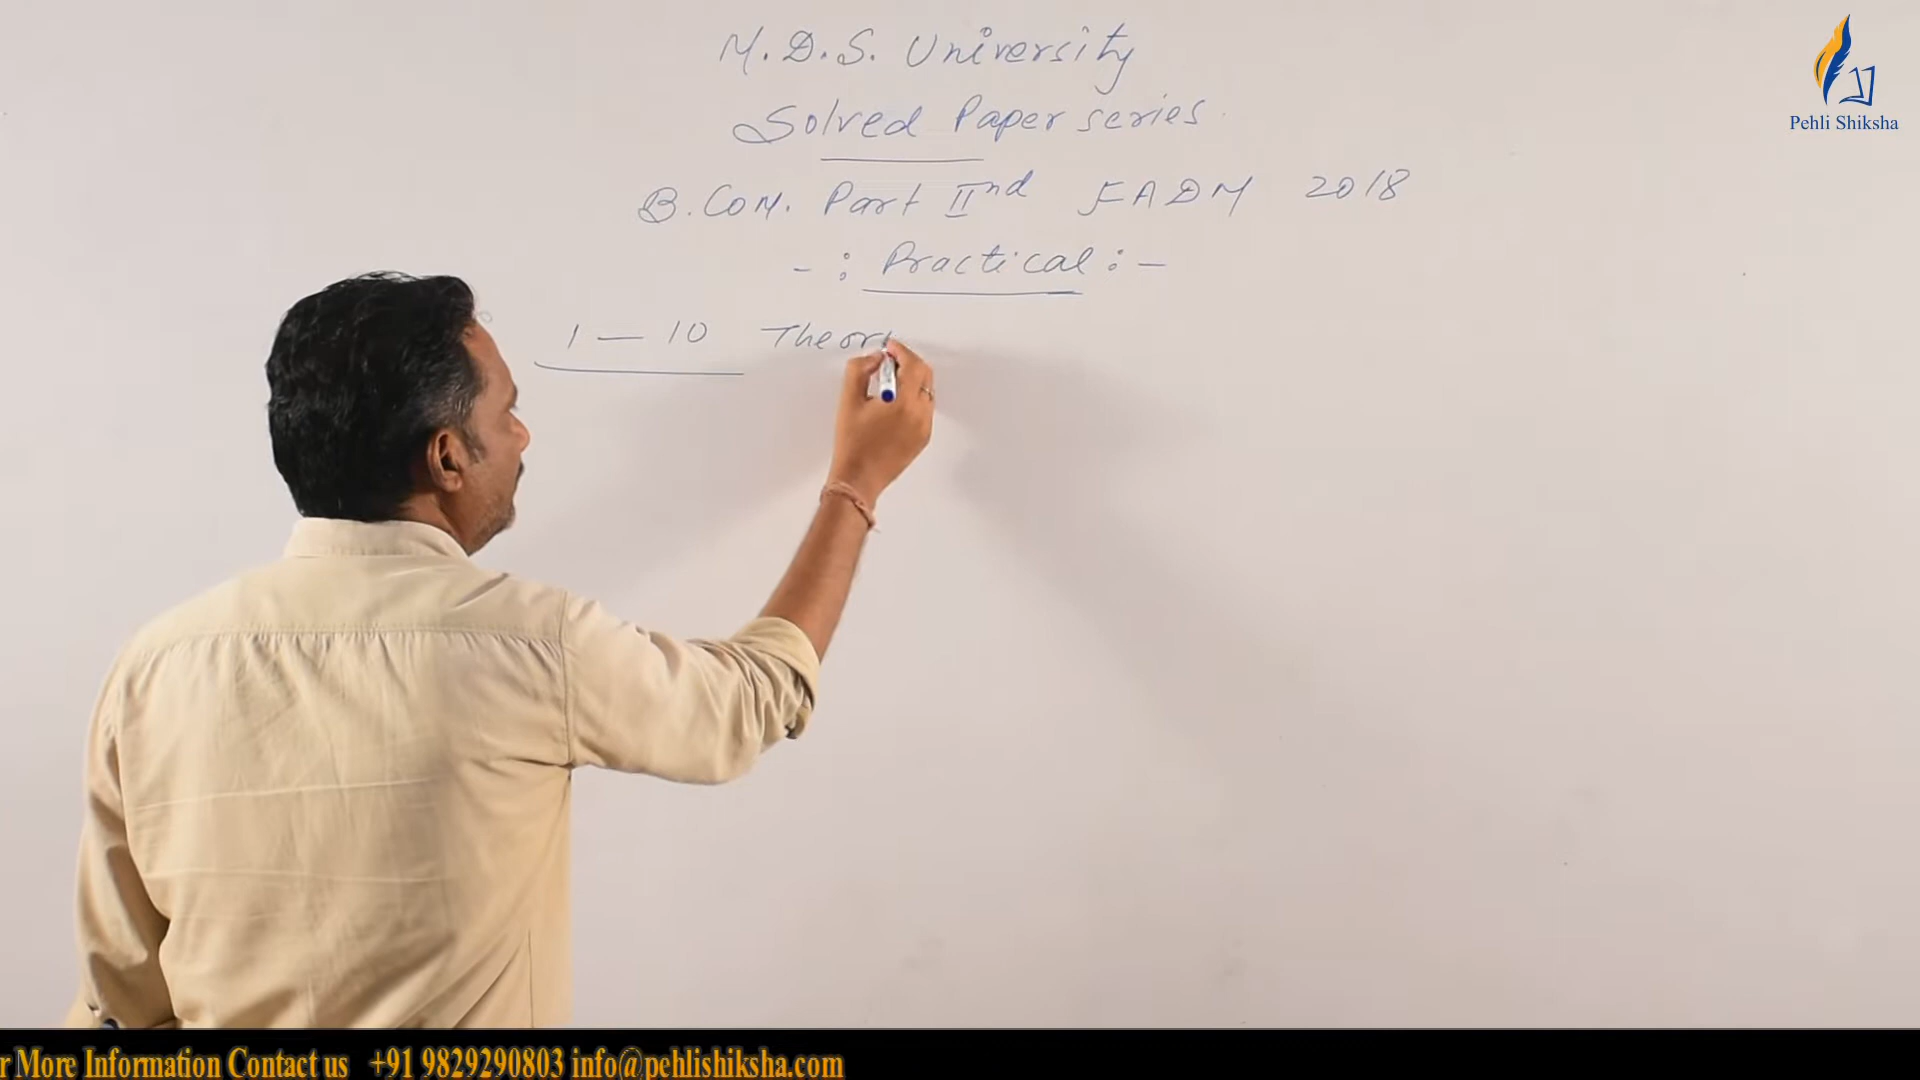 M.D.S. University
Solved Paper series.
B.Com. Part IInd FADM 2018
-: Practical :-
1 — 10 Theor
Pehli Shiksha
r More Information Contact us +91 9829290803 info@pehlishiksha.com